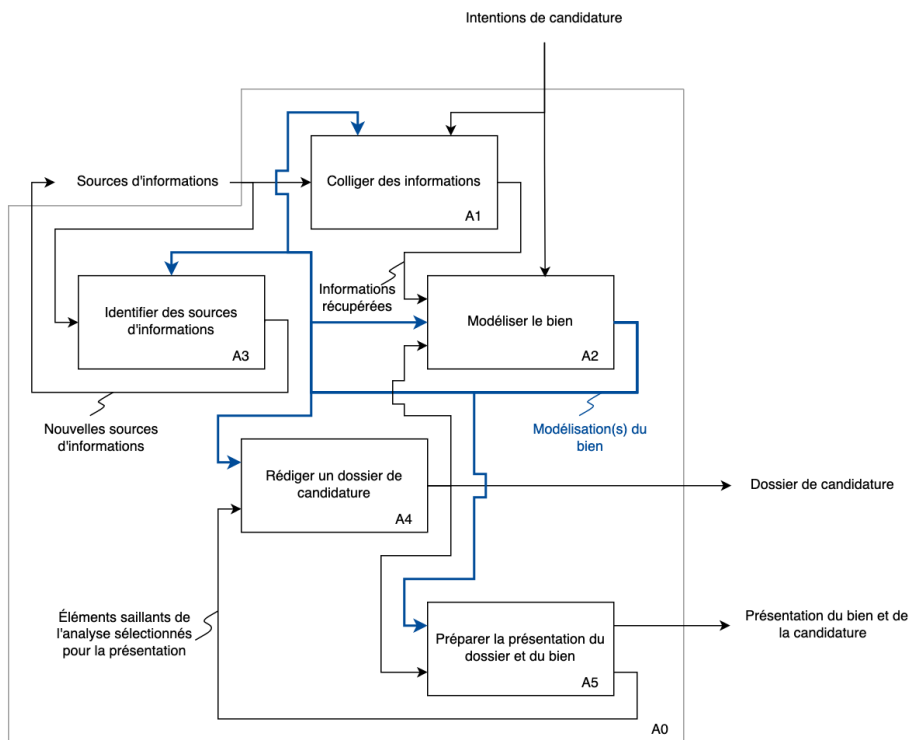 Intentions de candidature
Sources d'informations
Colliger des informations
A1
Identifier des sources
d'informations
A3
Informations
récupérées
Modéliser le bien
A2
Nouvelles sources
d'informations
Modélisation(s) du
bien
Rédiger un dossier de
candidature
A4
Dossier de candidature
Éléments saillants de
l'analyse sélectionnés
pour la présentation
Préparer la présentation du
dossier et du bien
A5
Présentation du bien et de
la candidature
A0